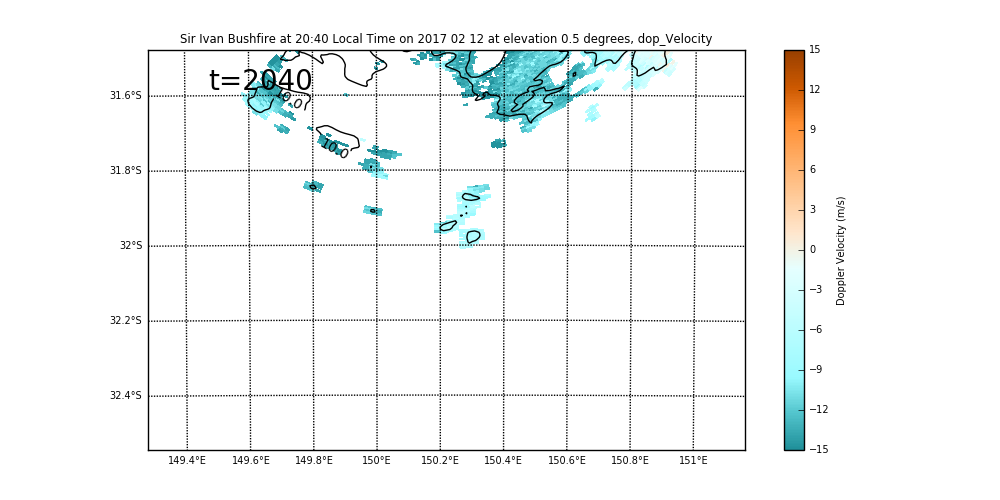 Sir Ivan Bushfire at 20:40 Local Time on 2017 02 12 at elevation 0.5 degrees, dop_Velocity
t=2040
10.0
31.6°S
31.8°S
32°S
32.2°S
32.4°S
149.4°E 149.6°E 149.8°E 150°E 150.2°E 150.4°E 150.6°E 150.8°E 151°E
15
12
9
6
3
0
−3
−6
−9
−12
−15
Doppler Velocity (m/s)